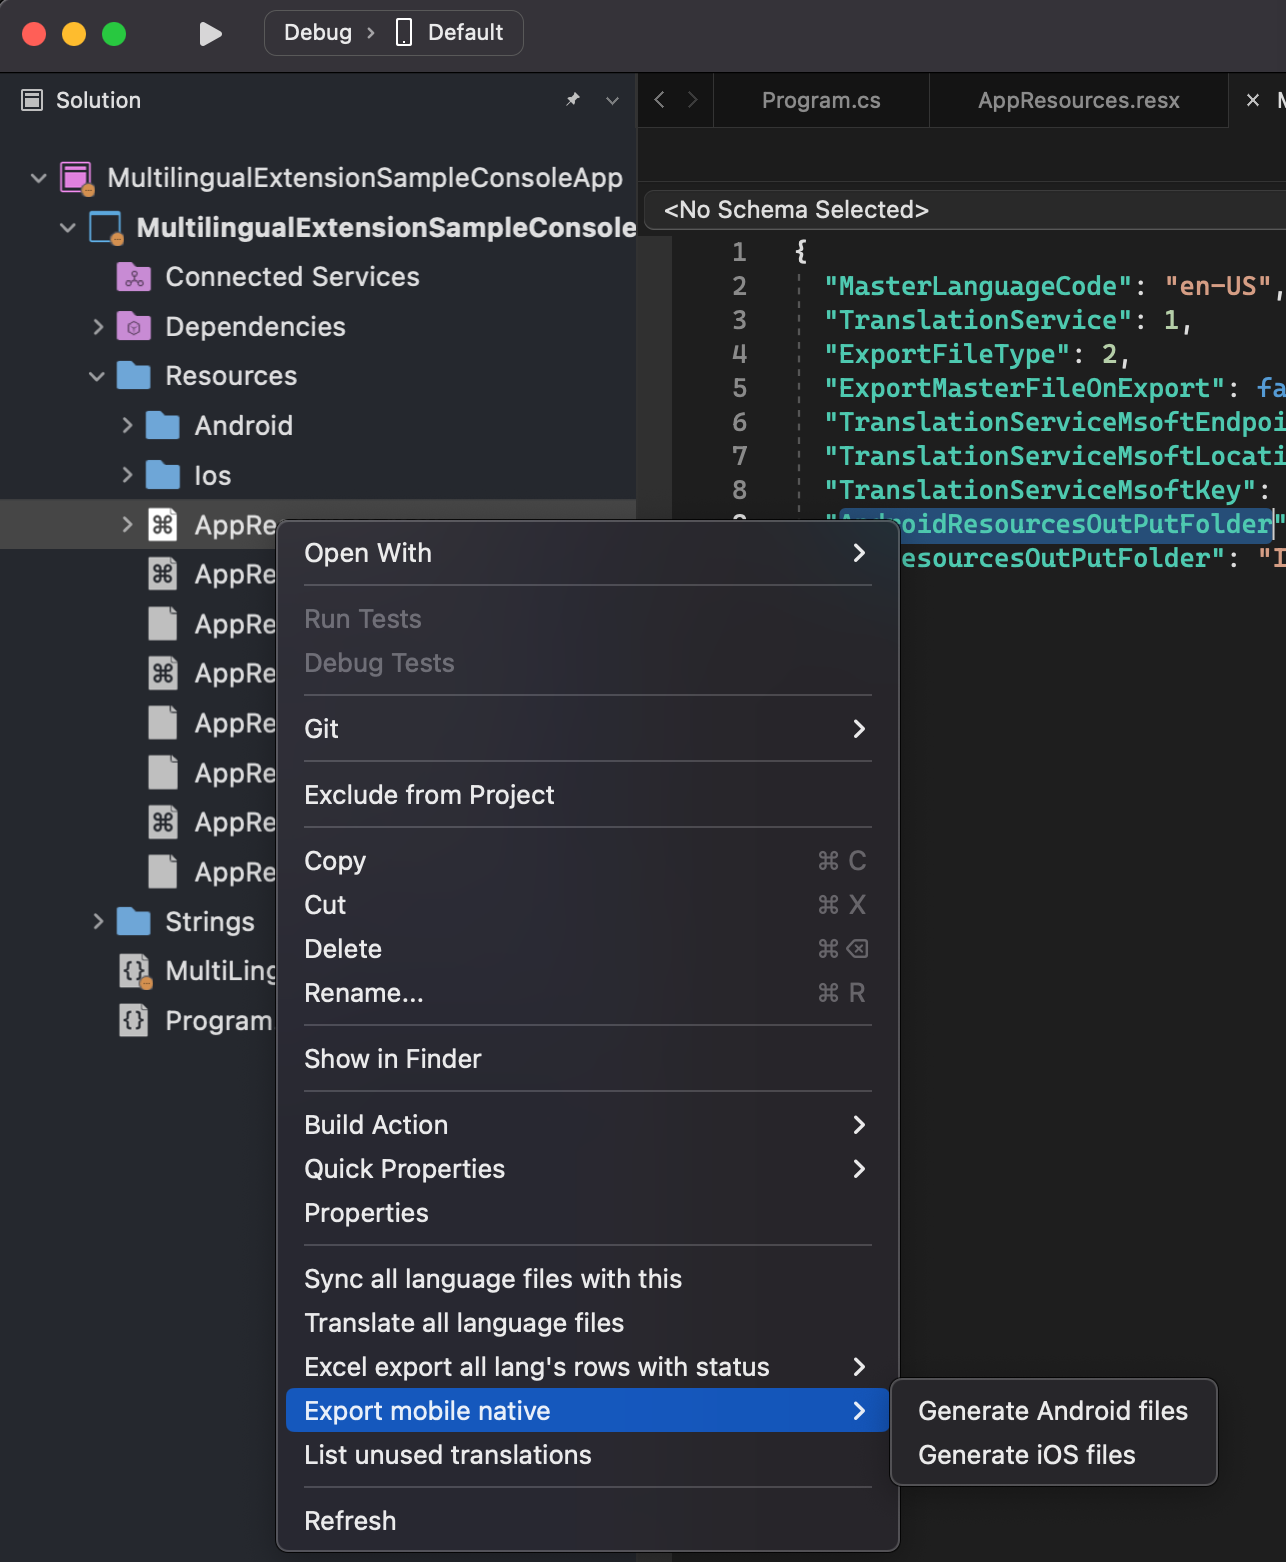 Debug › Default
Solution
Program.cs
AppResources.resx
MultilingualExtensionSampleConsoleApp
MultilingualExtensionSampleConsole
Connected Services
Dependencies
Resources
Android
Ios
AppRe
AppRe
AppRe
AppRe
AppRe
AppRe
AppRe
AppRe
Strings
MultiLing
Program
<No Schema Selected>
1 {
2 "MasterLanguageCode": "en-US",
3 "TranslationService": 1,
4 "ExportFileType": 2,
5 "ExportMasterFileOnExport": fa
6 "TranslationServiceMsoftEndpoi
7 "TranslationServiceMsoftLocati
8 "TranslationServiceMsoftKey":
"AndroidResourcesOutPutFolder"
esourcesOutPutFolder": "I
Open With
Run Tests
Debug Tests
Git
Exclude from Project
Copy ⌘ C
Cut ⌘ X
Delete ⌘ ⌫
Rename... ⌘ R
Show in Finder
Build Action
Quick Properties
Properties
Sync all language files with this
Translate all language files
Excel export all lang's rows with status
Export mobile native
List unused translations
Refresh
Generate Android files
Generate iOS files